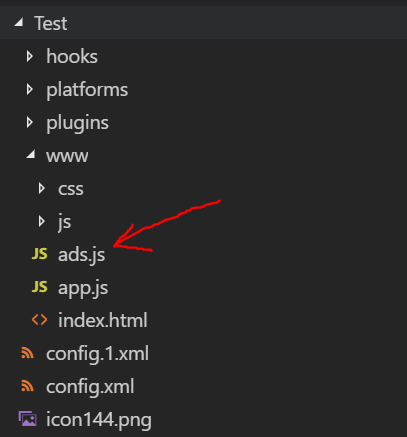 Test
hooks
platforms
plugins
www
css
js
JS ads.js
JS app.js
<> index.html
config.1.xml
config.xml
icon144.png